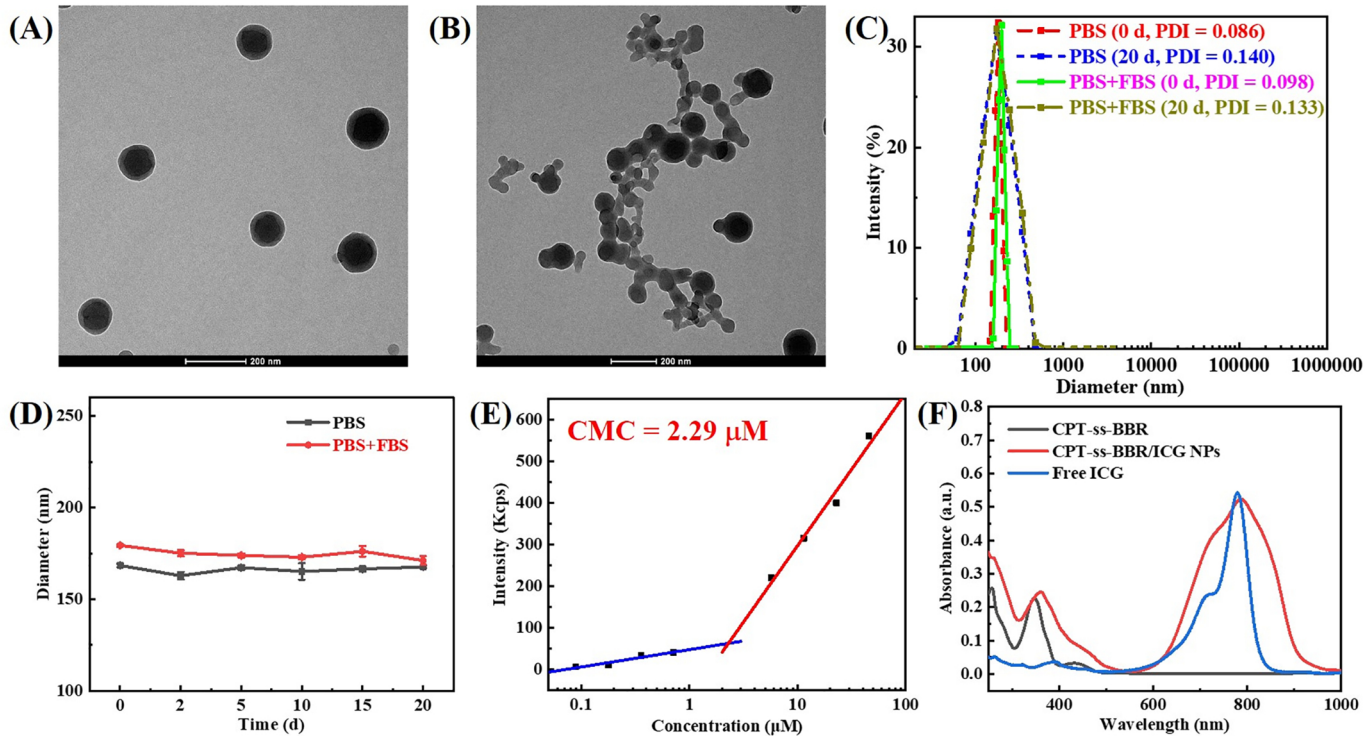 (A)
200 nm
(B)
200 nm
(C)
PBS (0 d, PDI = 0.086)
PBS (20 d, PDI = 0.140)
PBS+FBS (0 d, PDI = 0.098)
PBS+FBS (20 d, PDI = 0.133)
30
20
10
0
Intensity (%)
100 1000 10000 100000 1000000
Diameter (nm)
(D)
PBS
PBS+FBS
250
200
150
100
Diameter (nm)
0 2 5 10 15 20
Time (d)
(E)
CMC = 2.29 μM
600
500
400
300
200
100
0
Intensity (Kcps)
0.1 1 10 100
Concentration (μM)
(F)
CPT-ss-BBR
CPT-ss-BBR/ICG NPs
Free ICG
0.8
0.7
0.6
0.5
0.4
0.3
0.2
0.1
0.0
Absorbance (a.u.)
400 600 800 1000
Wavelength (nm)